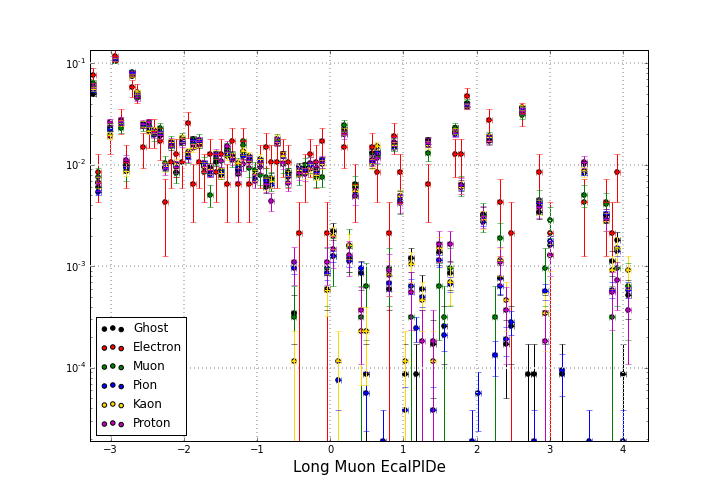 10⁻¹
10⁻²
10⁻³
10⁻⁴
Ghost
Electron
Muon
Pion
Kaon
Proton
−3 −2 −1 0 1 2 3 4
Long Muon EcalPIDe